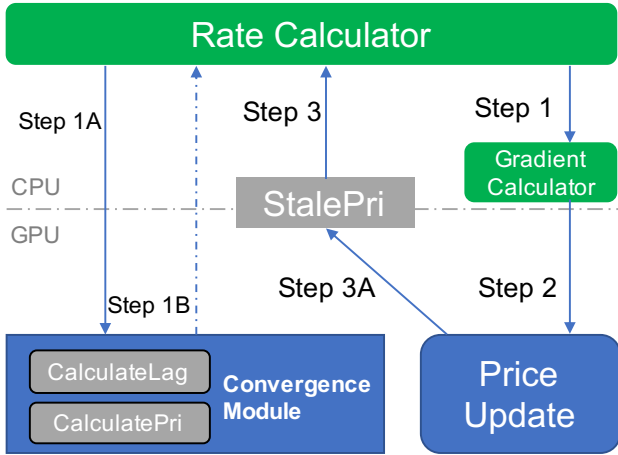 Rate Calculator
Step 1A
Step 3
Step 1
Gradient
Calculator
CPU
StalePri
GPU
Step 1B
Step 3A
Step 2
CalculateLag
CalculatePri
Convergence
Module
Price
Update